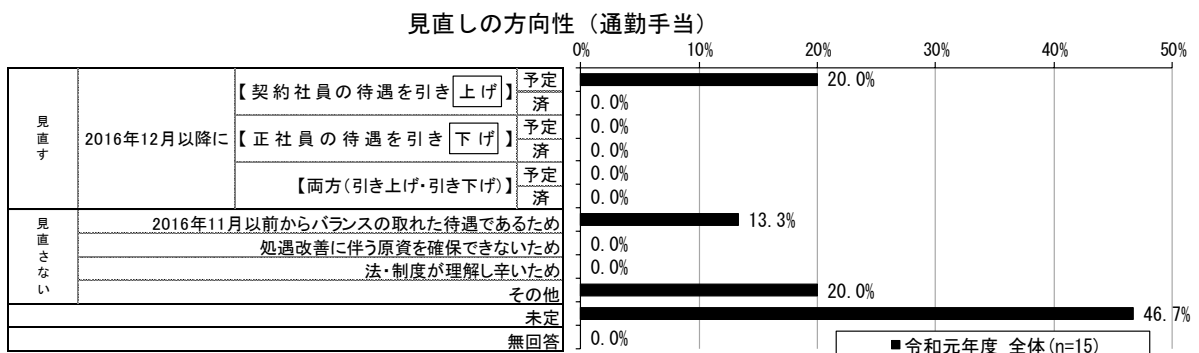 見直しの方向性（通勤手当）
0% 10% 20% 30% 40% 50%
見直す
2016年12月以降に
【契約社員の待遇を引き上げ】
予定 20.0%
済 0.0%
【正社員の待遇を引き下げ】
予定 0.0%
済 0.0%
【両方（引き上げ・引き下げ）】
予定 0.0%
済 0.0%
見直さない
2016年11月以前からバランスの取れた待遇であるため 13.3%
処遇改善に伴う原資を確保できないため 0.0%
法・制度が理解し辛いため 0.0%
その他 20.0%
未定 46.7%
無回答 0.0%
■令和元年度 全体(n=15)